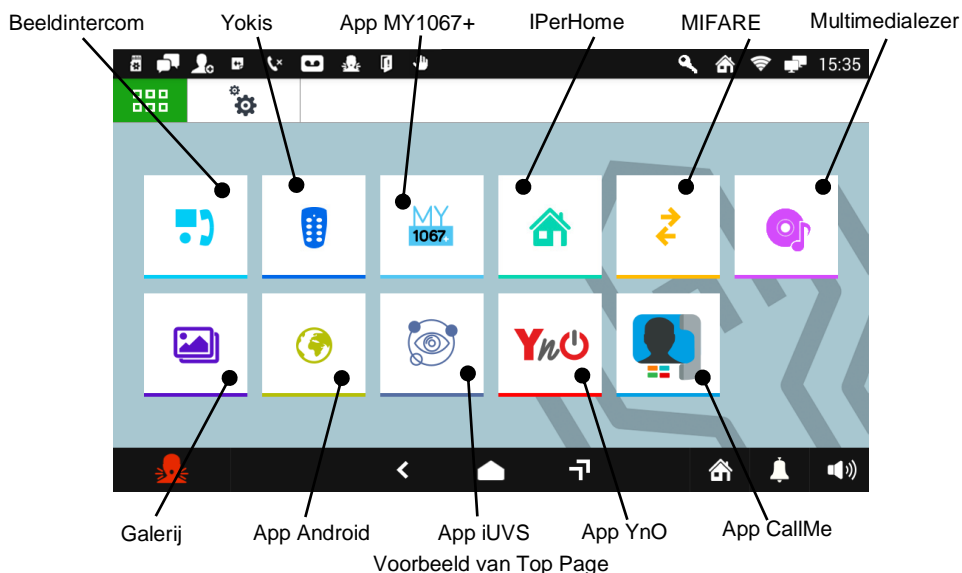 Beeldintercom Yokis App MY1067+ IPerHome MIFARE Multimedialezer
15:35
MY
1067+
YnO
Galerij App Android App iUVS App YnO App CallMe
Voorbeeld van Top Page